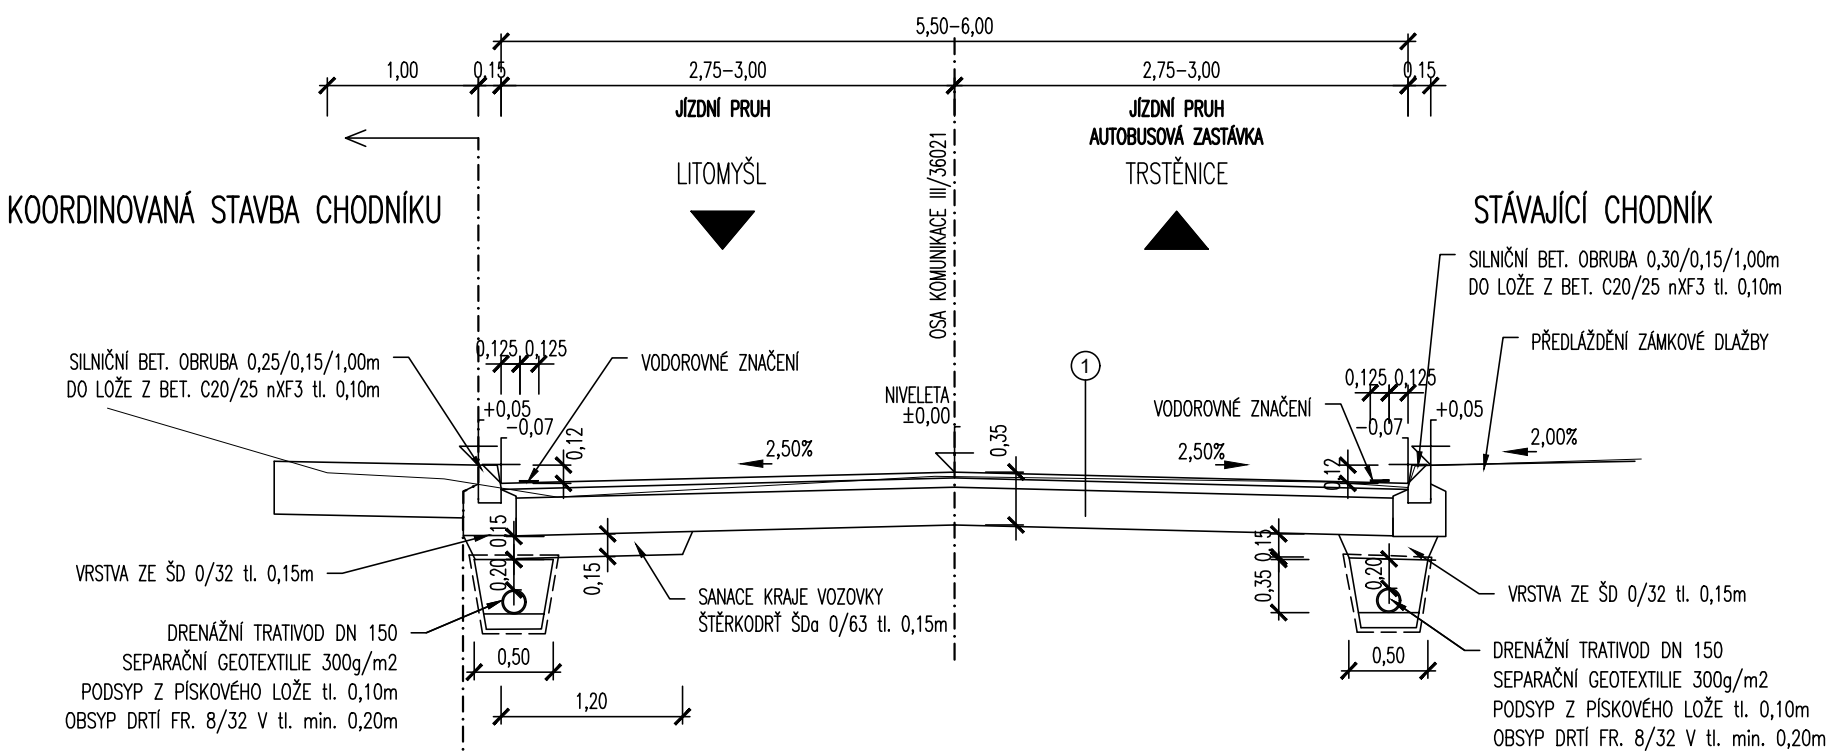 5,50-6,00
1,00
0,15
2,75-3,00
2,75-3,00
0,15
JÍZDNÍ PRUH
JÍZDNÍ PRUH
AUTOBUSOVÁ ZASTÁVKA
LITOMYŠL
TRSTĚNICE
OSA KOMUNIKACE III/36021
KOORDINOVANÁ STAVBA CHODNÍKU
STÁVAJÍCÍ CHODNÍK
SILNIČNÍ BET. OBRUBA 0,30/0,15/1,00m
DO LOŽE Z BET. C20/25 nXF3 tl. 0,10m
PŘEDLÁŽDĚNÍ ZÁMKOVÉ DLAŽBY
SILNIČNÍ BET. OBRUBA 0,25/0,15/1,00m
DO LOŽE Z BET. C20/25 nXF3 tl. 0,10m
0,125
0,125
VODOROVNÉ ZNAČENÍ
1
0,125
0,125
NIVELETA
±0,00
VODOROVNÉ ZNAČENÍ
+0,05
-0,07
0,12
2,50%
0,35
2,50%
-0,07
+0,05
0,12
2,00%
0,15
0,20
0,15
0,15
0,35
0,20
VRSTVA ZE ŠD 0/32 tl. 0,15m
SANACE KRAJE VOZOVKY
ŠTĚRKODRŤ ŠDa 0/63 tl. 0,15m
VRSTVA ZE ŠD 0/32 tl. 0,15m
DRENÁŽNÍ TRATIVOD DN 150
SEPARAČNÍ GEOTEXTILIE 300g/m2
PODSYP Z PÍSKOVÉHO LOŽE tl. 0,10m
OBSYP DRTÍ FR. 8/32 V tl. min. 0,20m
0,50
1,20
0,50
DRENÁŽNÍ TRATIVOD DN 150
SEPARAČNÍ GEOTEXTILIE 300g/m2
PODSYP Z PÍSKOVÉHO LOŽE tl. 0,10m
OBSYP DRTÍ FR. 8/32 V tl. min. 0,20m